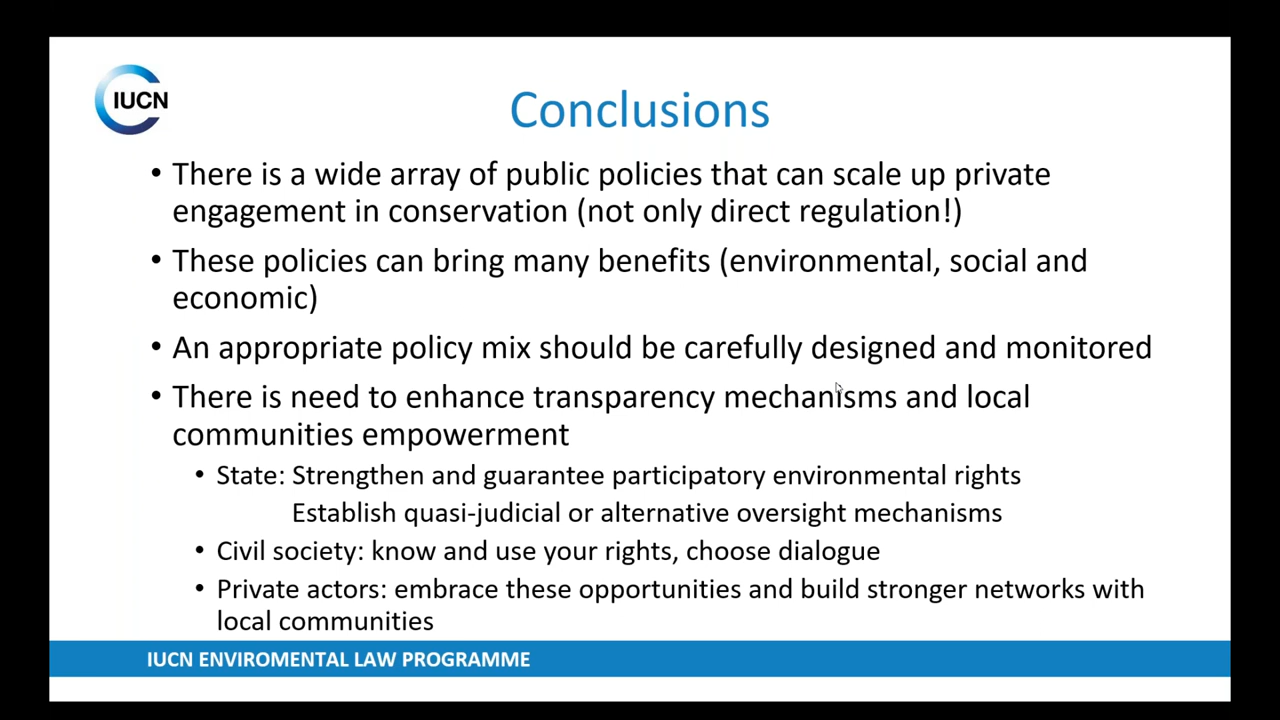 IUCN
Conclusions
• There is a wide array of public policies that can scale up private
engagement in conservation (not only direct regulation!)
• These policies can bring many benefits (environmental, social and
economic)
• An appropriate policy mix should be carefully designed and monitored
• There is need to enhance transparency mechanisms and local
communities empowerment
• State: Strengthen and guarantee participatory environmental rights
Establish quasi-judicial or alternative oversight mechanisms
• Civil society: know and use your rights, choose dialogue
• Private actors: embrace these opportunities and build stronger networks with
local communities
IUCN ENVIROMENTAL LAW PROGRAMME